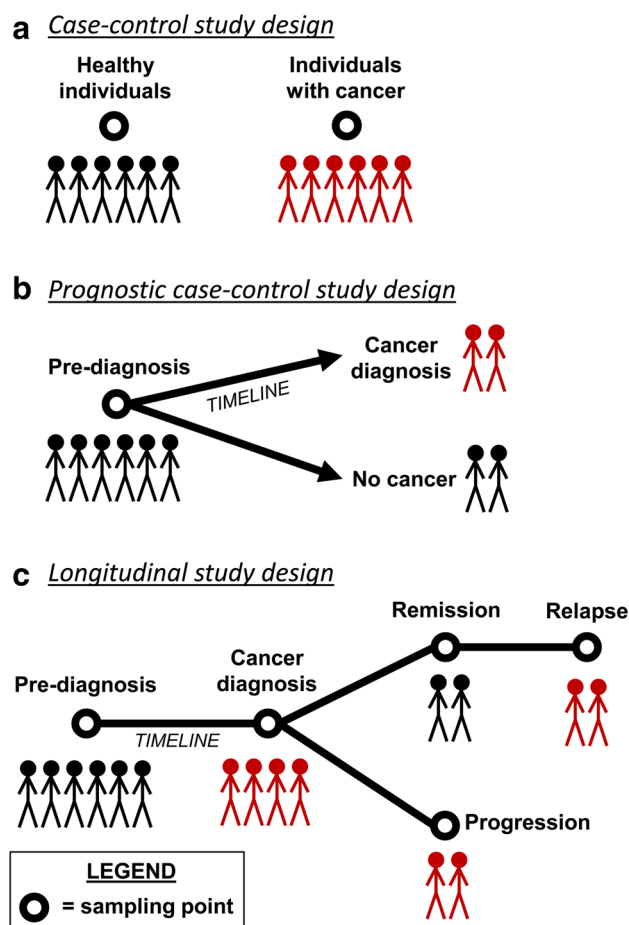 a Case-control study design
Healthy
individuals
Individuals
with cancer
b Prognostic case-control study design
Pre-diagnosis
TIMELINE
Cancer
diagnosis
No cancer
c Longitudinal study design
Pre-diagnosis
TIMELINE
Cancer
diagnosis
Remission
Relapse
Progression
LEGEND
= sampling point